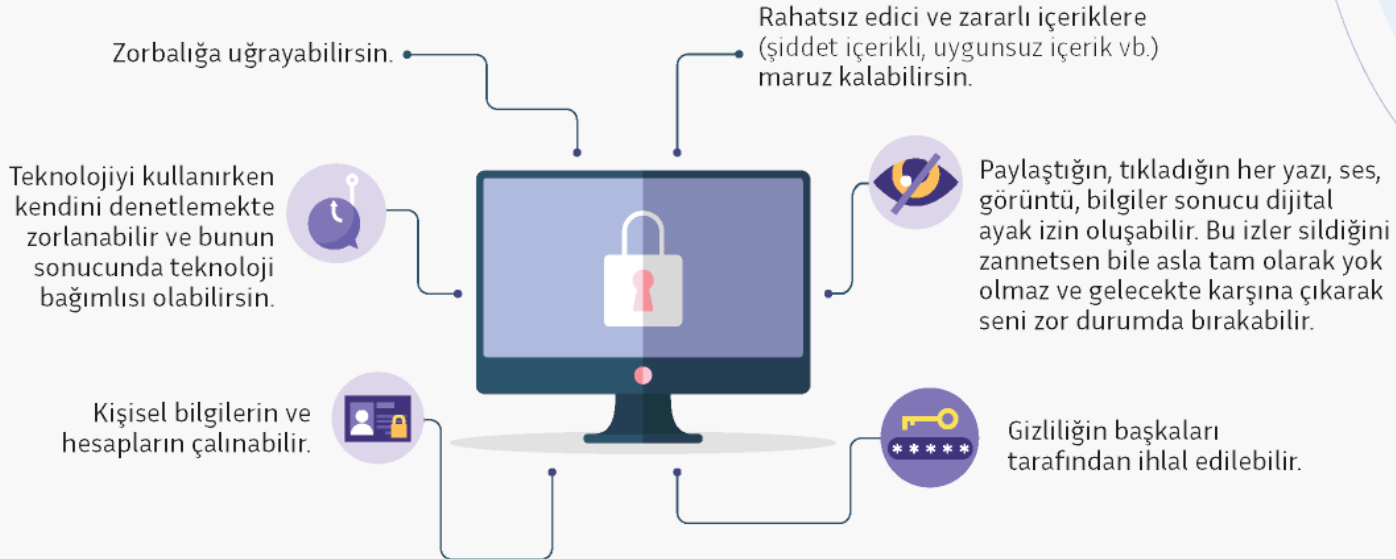 Zorbalığa uğrayabilirsin.
Rahatsız edici ve zararlı içeriklere
(şiddet içerikli, uygunsuz içerik vb.)
maruz kalabilirsin.
Teknolojiyi kullanırken
kendini denetlemekte
zorlanabilir ve bunun
sonucunda teknoloji
bağımlısı olabilirsin.
Paylaştığın, tıkladığın her yazı, ses,
görüntü, bilgiler sonucu dijital
ayak izin oluşabilir. Bu izler sildiğini
zannetsen bile asla tam olarak yok
olmaz ve gelecekte karşına çıkarak
seni zor durumda bırakabilir.
Kişisel bilgilerin ve
hesapların çalınabilir.
*****
Gizliliğin başkaları
tarafından ihlal edilebilir.